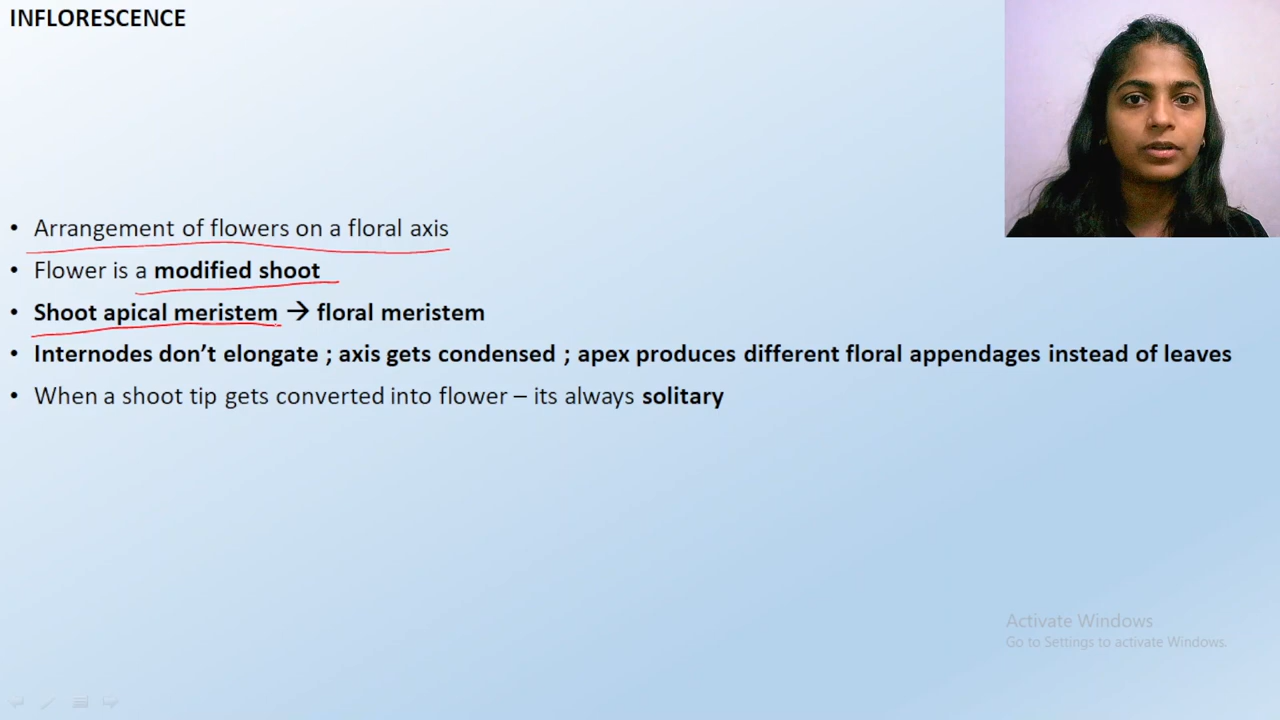 INFLORESCENCE
• Arrangement of flowers on a floral axis
• Flower is a modified shoot
• Shoot apical meristem → floral meristem
• Internodes don’t elongate ; axis gets condensed ; apex produces different floral appendages instead of leaves
• When a shoot tip gets converted into flower – its always solitary
Activate Windows
Go to Settings to activate Windows.